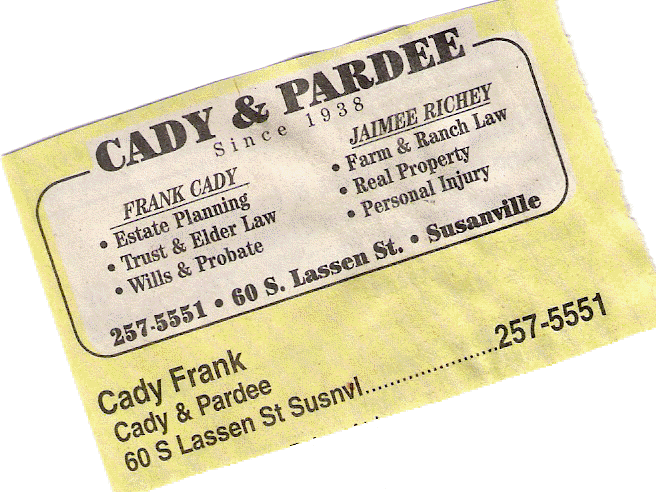 CADY & PARDEE
Since 1938
FRANK CADY
• Estate Planning
• Trust & Elder Law
• Wills & Probate
JAIMEE RICHEY
• Farm & Ranch Law
• Real Property
• Personal Injury
257-5551 • 60 S. Lassen St. • Susanville
Cady Frank
Cady & Pardee
60 S Lassen St Susnvl.....................257-5551